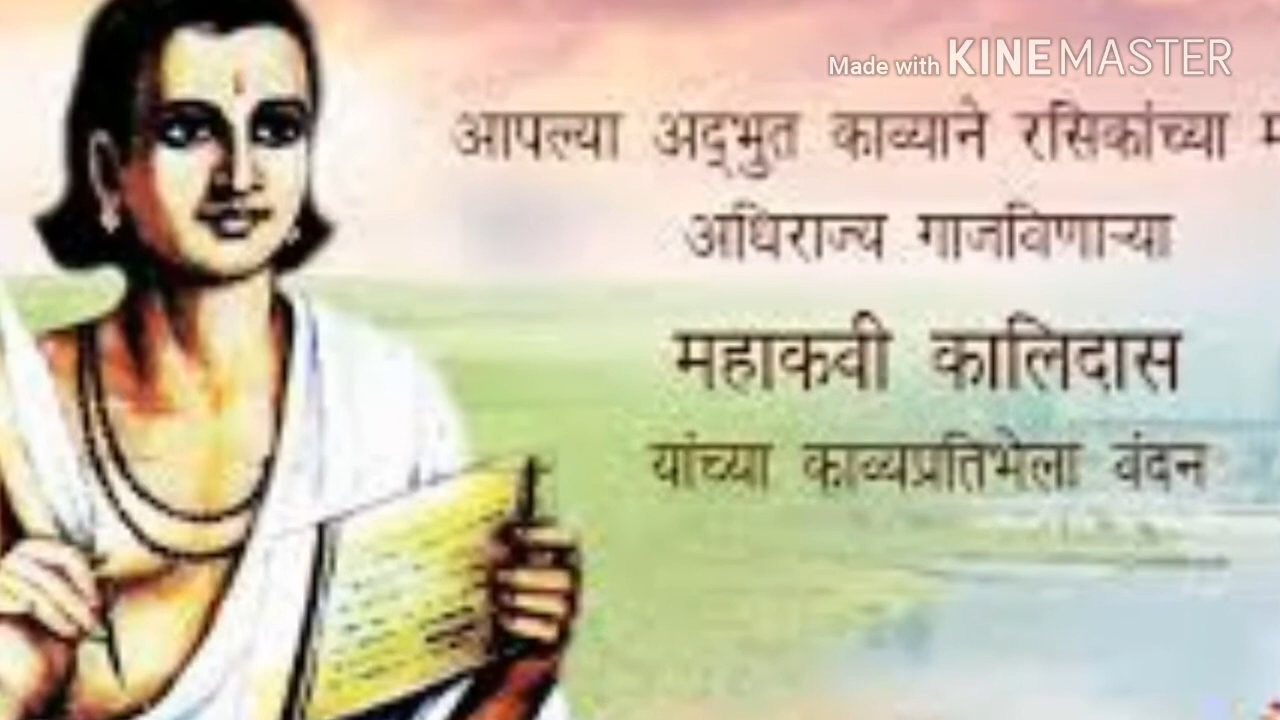 Made with KINEMASTER
आपल्या अद्भुत काव्याने रसिकांच्या
अधिराज्य गाजविणाऱ्या
महाकवी कालिदास
यांच्या काव्यप्रतिभेला वंदन